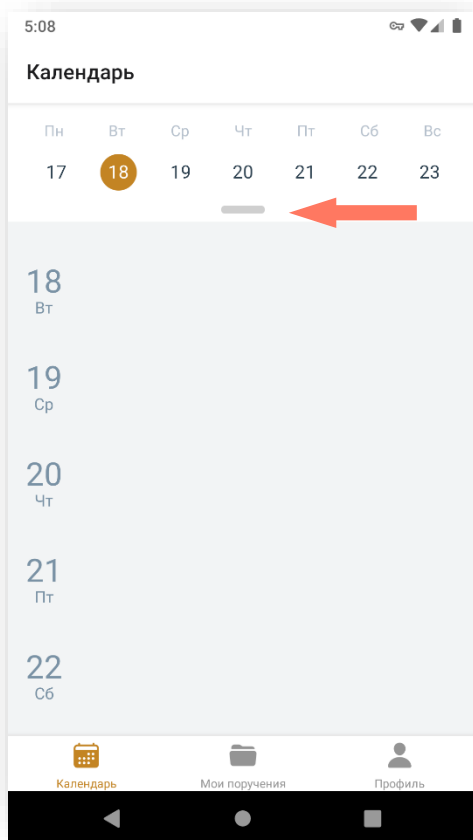 5:08
Календарь
Пн Вт Ср Чт Пт Сб Вс
17 18 19 20 21 22 23
18
Вт
19
Ср
20
Чт
21
Пт
22
Сб
Календарь Мои поручения Профиль